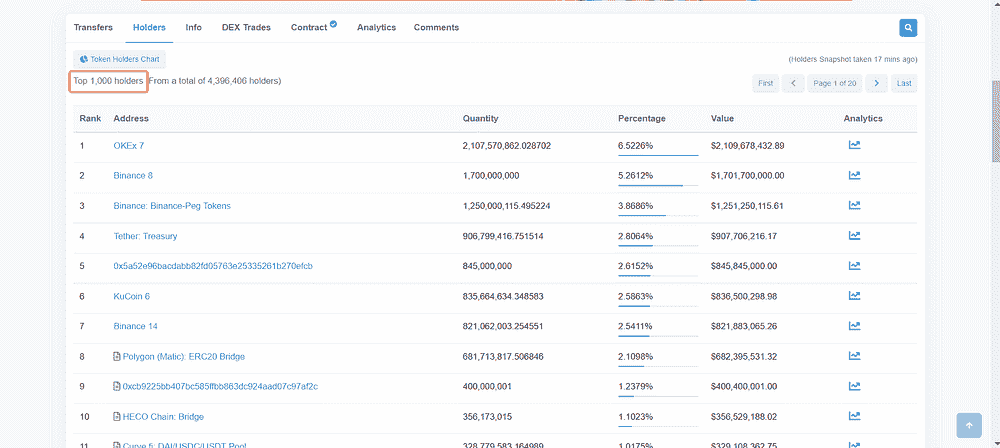 Transfers Holders Info DEX Trades Contract Analytics Comments
Token Holders Chart
(Holders Snapshot taken 17 mins ago)
Top 1,000 holders (From a total of 4,396,406 holders)
First Page 1 of 20 Last
Rank Address Quantity Percentage Value Analytics
1 OKEx 7 2,107,570,862.028702 6.5226% $2,109,678,432.89
2 Binance 8 1,700,000,000 5.2612% $1,701,700,000.00
3 Binance: Binance-Peg Tokens 1,250,000,115.495224 3.8686% $1,251,250,115.61
4 Tether: Treasury 906,799,416.751514 2.8064% $907,706,216.17
5 0x5a52e96bacdabb82fd05763e25335261b270efcb 845,000,000 2.6152% $845,845,000.00
6 KuCoin 6 835,664,634.348583 2.5863% $836,500,298.98
7 Binance 14 821,062,003.254551 2.5411% $821,883,065.26
8 Polygon (Matic): ERC20 Bridge 681,713,817.506846 2.1098% $682,395,531.32
9 0xcb9225bb407bc585ffbb863dc924aad07c97af2c 400,000,001 1.2379% $400,400,001.00
10 HECO Chain: Bridge 356,173,015 1.1023% $356,529,188.02
11 Curve 5: DAI/USDC/USDT Pool 328,779,583.164989 1.0175% $329,108,362.75